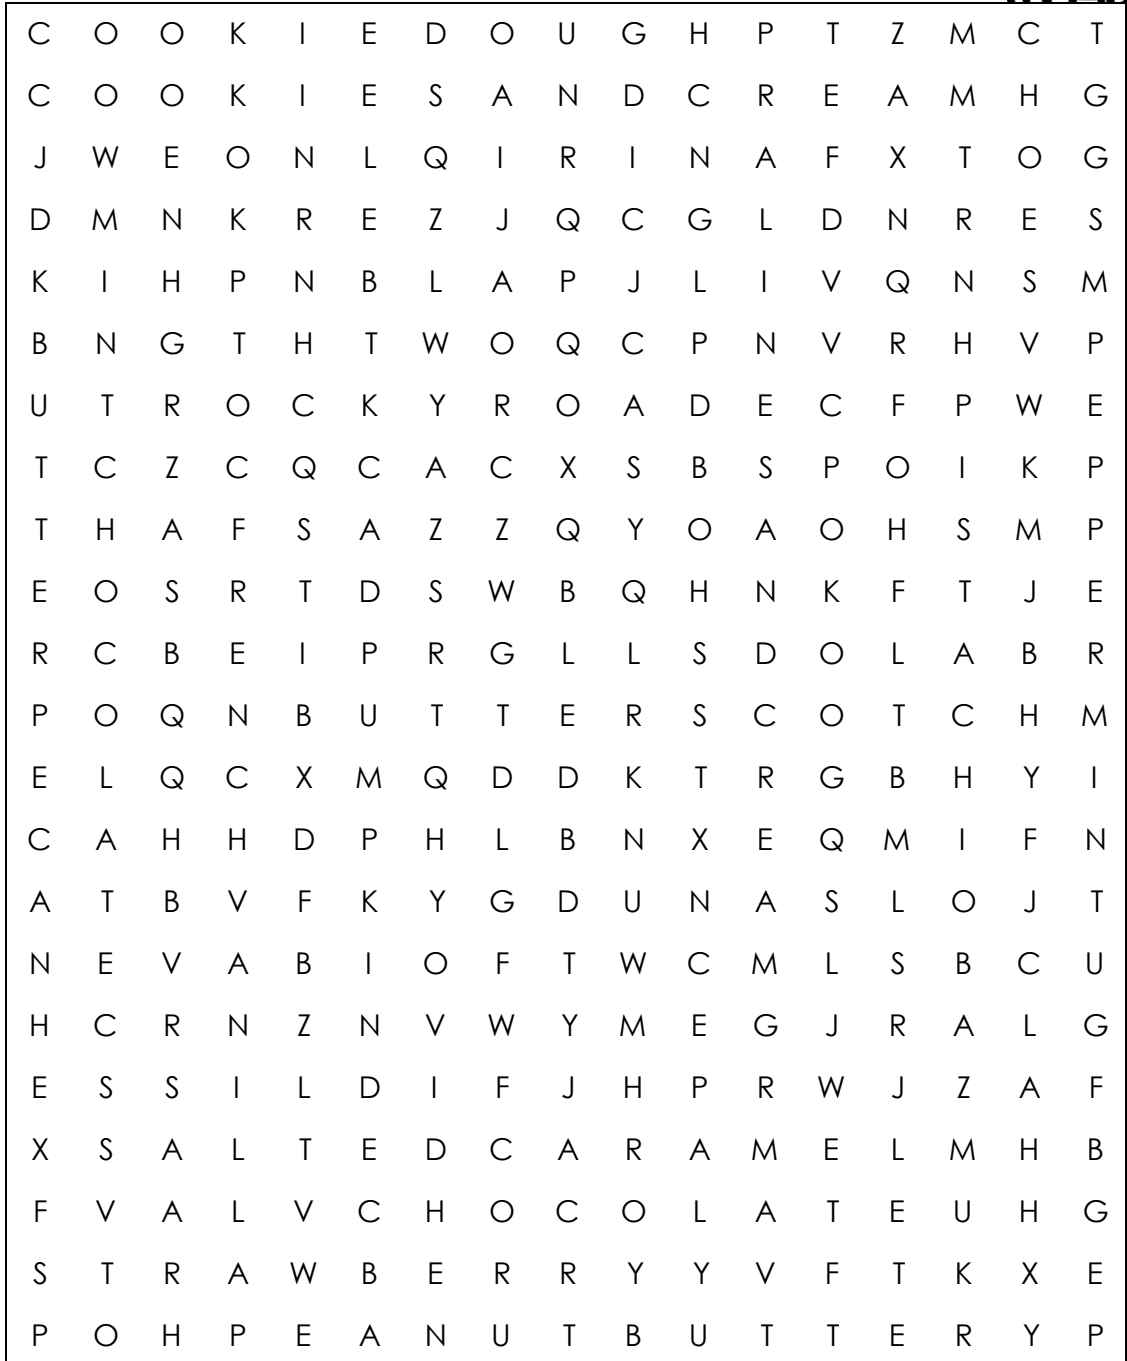 C O O K I E D O U G H P T Z M C T
C O O K I E S A N D C R E A M H G
J W E O N L Q I R I N A F X T O G
D M N K R E Z J Q C G L D N R E S
K I H P N B L A P J L I V Q N S M
B N G T H T W O Q C P N V R H V P
U T R O C K Y R O A D E C F P W E
T C Z C Q C A C X S B S P O I K P
T H A F S A Z Z Q Y O A O H S M P
E O S R T D S W B Q H N K F T J E
R C B E I P R G L L S D O L A B R
P O Q N B U T T E R S C O T C H M
E L Q C X M Q D D K T R G B H Y I
C A H H D P H L B N X E Q M I F N
A T B V F K Y G D U N A S L O J T
N E V A B I O F T W C M L S B C U
H C R N Z N V W Y M E G J R A L G
E S S I L D I F J H P R W J Z A F
X S A L T E D C A R A M E L M H B
F V A L V C H O C O L A T E U H G
S T R A W B E R R Y Y V F T K X E
P O H P E A N U T B U T T E R Y P